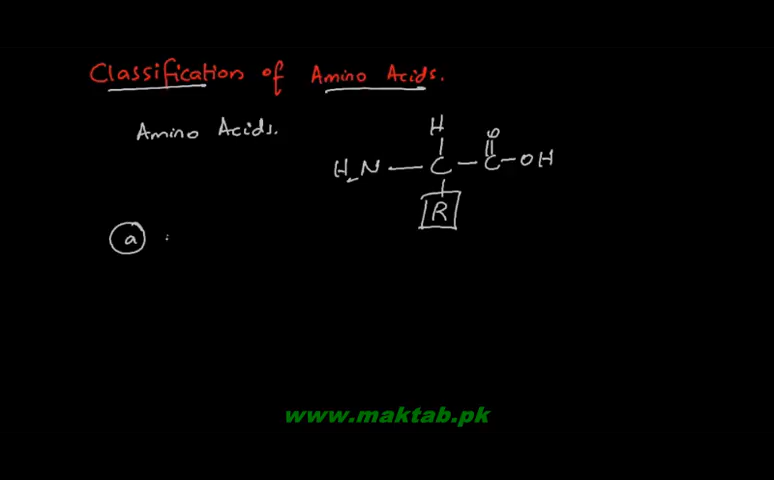 Classification of Amino Acids.
Amino Acids.
H
O
H2N — C — C — OH
R
a
www.maktab.pk